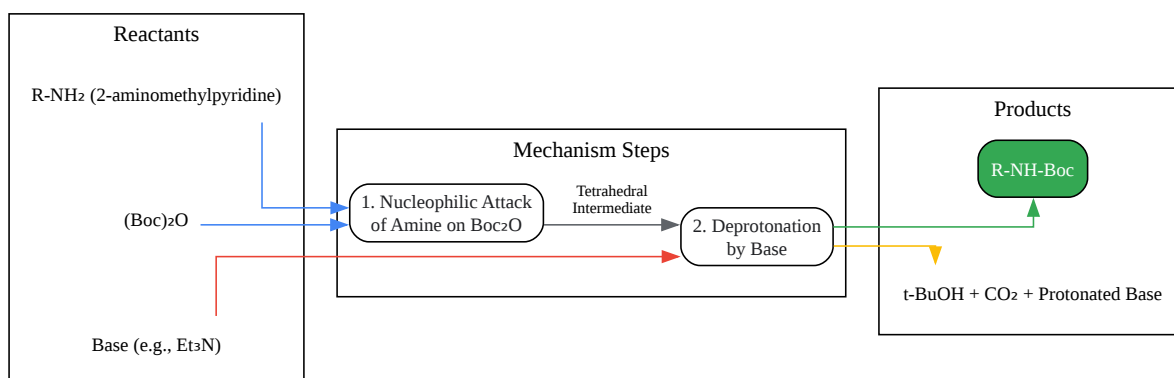 Reactants
R-NH₂ (2-aminomethylpyridine)
(Boc)₂O
Base (e.g., Et₃N)
Mechanism Steps
1. Nucleophilic Attack
of Amine on Boc₂O
Tetrahedral
Intermediate
2. Deprotonation
by Base
Products
R-NH-Boc
t-BuOH + CO₂ + Protonated Base